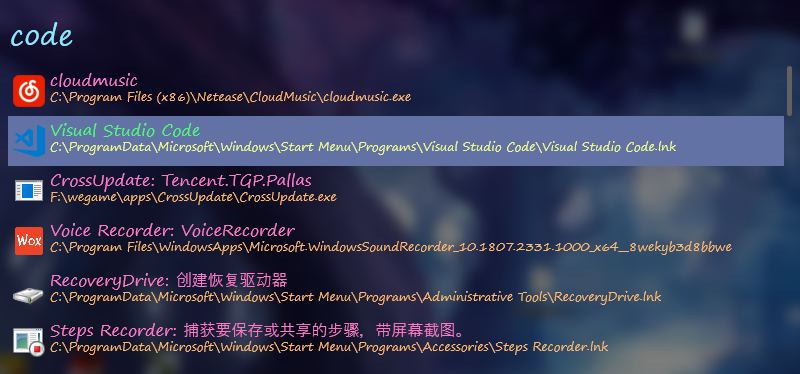 code
cloudmusic
C:\Program Files (x86)\Netease\CloudMusic\cloudmusic.exe
Visual Studio Code
C:\ProgramData\Microsoft\Windows\Start Menu\Programs\Visual Studio Code\Visual Studio Code.lnk
CrossUpdate: Tencent.TGP.Pallas
F:\wegame\apps\CrossUpdate\CrossUpdate.exe
Wox
Voice Recorder: VoiceRecorder
C:\Program Files\WindowsApps\Microsoft.WindowsSoundRecorder_10.1807.2331.1000_x64__8wekyb3d8bbwe
RecoveryDrive: 创建恢复驱动器
C:\ProgramData\Microsoft\Windows\Start Menu\Programs\Administrative Tools\RecoveryDrive.lnk
Steps Recorder: 捕获要保存或共享的步骤，带屏幕截图。
C:\ProgramData\Microsoft\Windows\Start Menu\Programs\Accessories\Steps Recorder.lnk